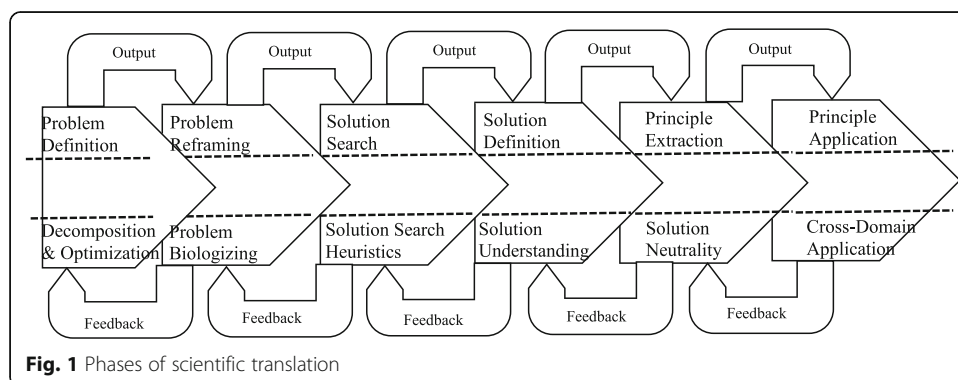 Output
Output
Output
Output
Output
Problem
Definition
Problem
Reframing
Solution
Search
Solution
Definition
Principle
Extraction
Principle
Application
Decomposition
& Optimization
Problem
Biologizing
Solution Search
Heuristics
Solution
Understanding
Solution
Neutrality
Cross-Domain
Application
Feedback
Feedback
Feedback
Feedback
Feedback
Fig. 1 Phases of scientific translation